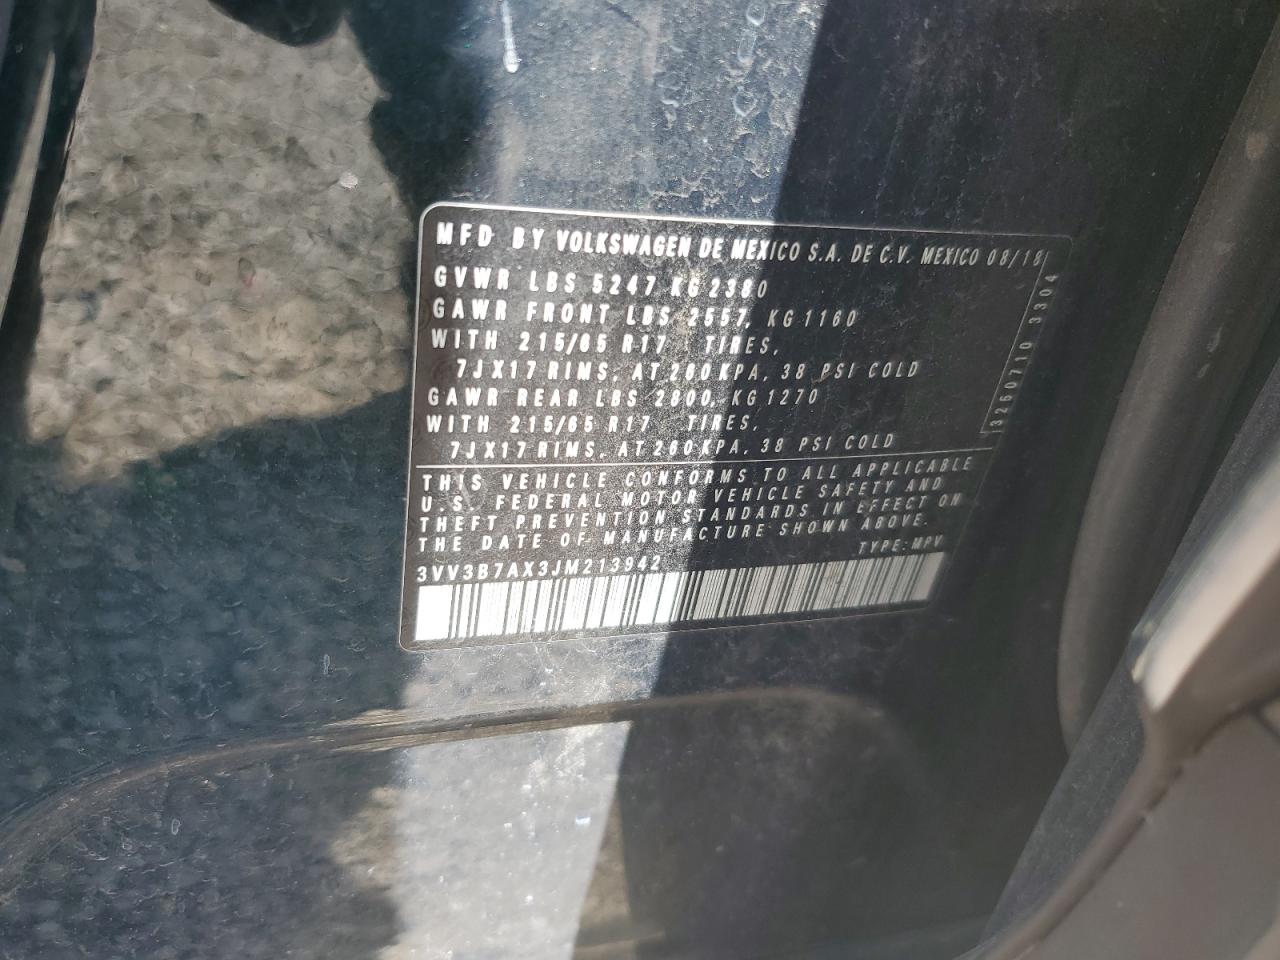 MFD BY VOLKSWAGEN DE MEXICO S.A. DE C.V. MEXICO 08/18
GVWR LBS 5247 KG 2380
GAWR FRONT LBS 2557, KG 1160
WITH 215/65 R17 TIRES,
7JX17 RIMS, AT 260 KPA, 38 PSI COLD
GAWR REAR LBS 2800, KG 1270
WITH 215/65 R17 TIRES,
7JX17 RIMS, AT 260 KPA, 38 PSI COLD
3260710 3304
THIS VEHICLE CONFORMS TO ALL APPLICABLE
U.S. FEDERAL MOTOR VEHICLE SAFETY AND
THEFT PREVENTION STANDARDS IN EFFECT ON
THE DATE OF MANUFACTURE SHOWN ABOVE.
3VV3B7AX3JM213942 TYPE: MPV